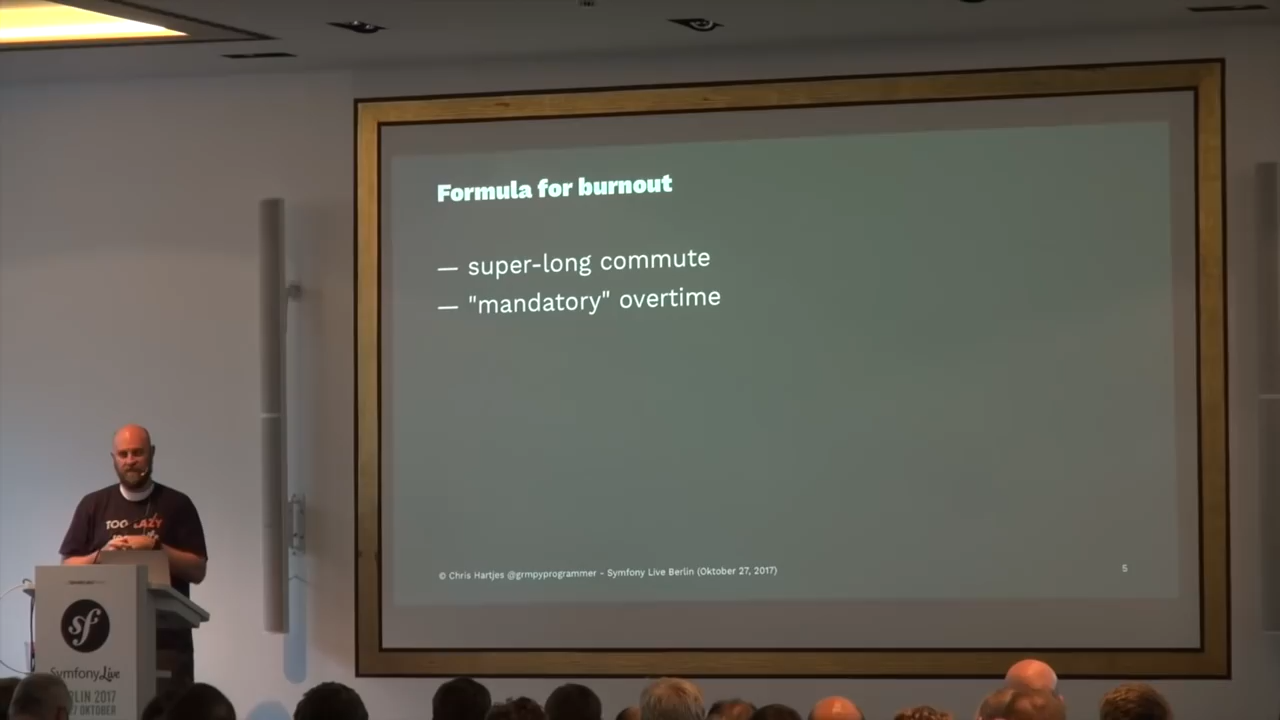 Formula for burnout
— super-long commute
— "mandatory" overtime
© Chris Hartjes @grmpyprogrammer - Symfony Live Berlin (Oktober 27, 2017)
5
TOO LAZY
sf
SymfonyLive
RLIN 2017
27 OKTOBER